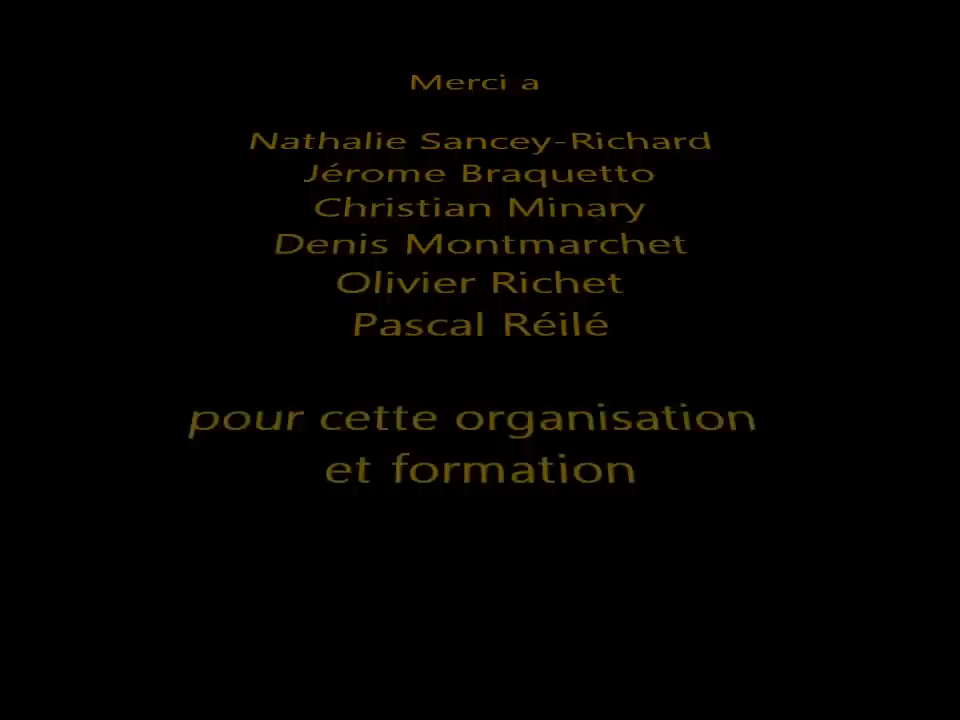 Merci a
Nathalie Sancey-Richard
Jérome Braquetto
Christian Minary
Denis Montmarchet
Olivier Richet
Pascal Réilé
pour cette organisation
et formation